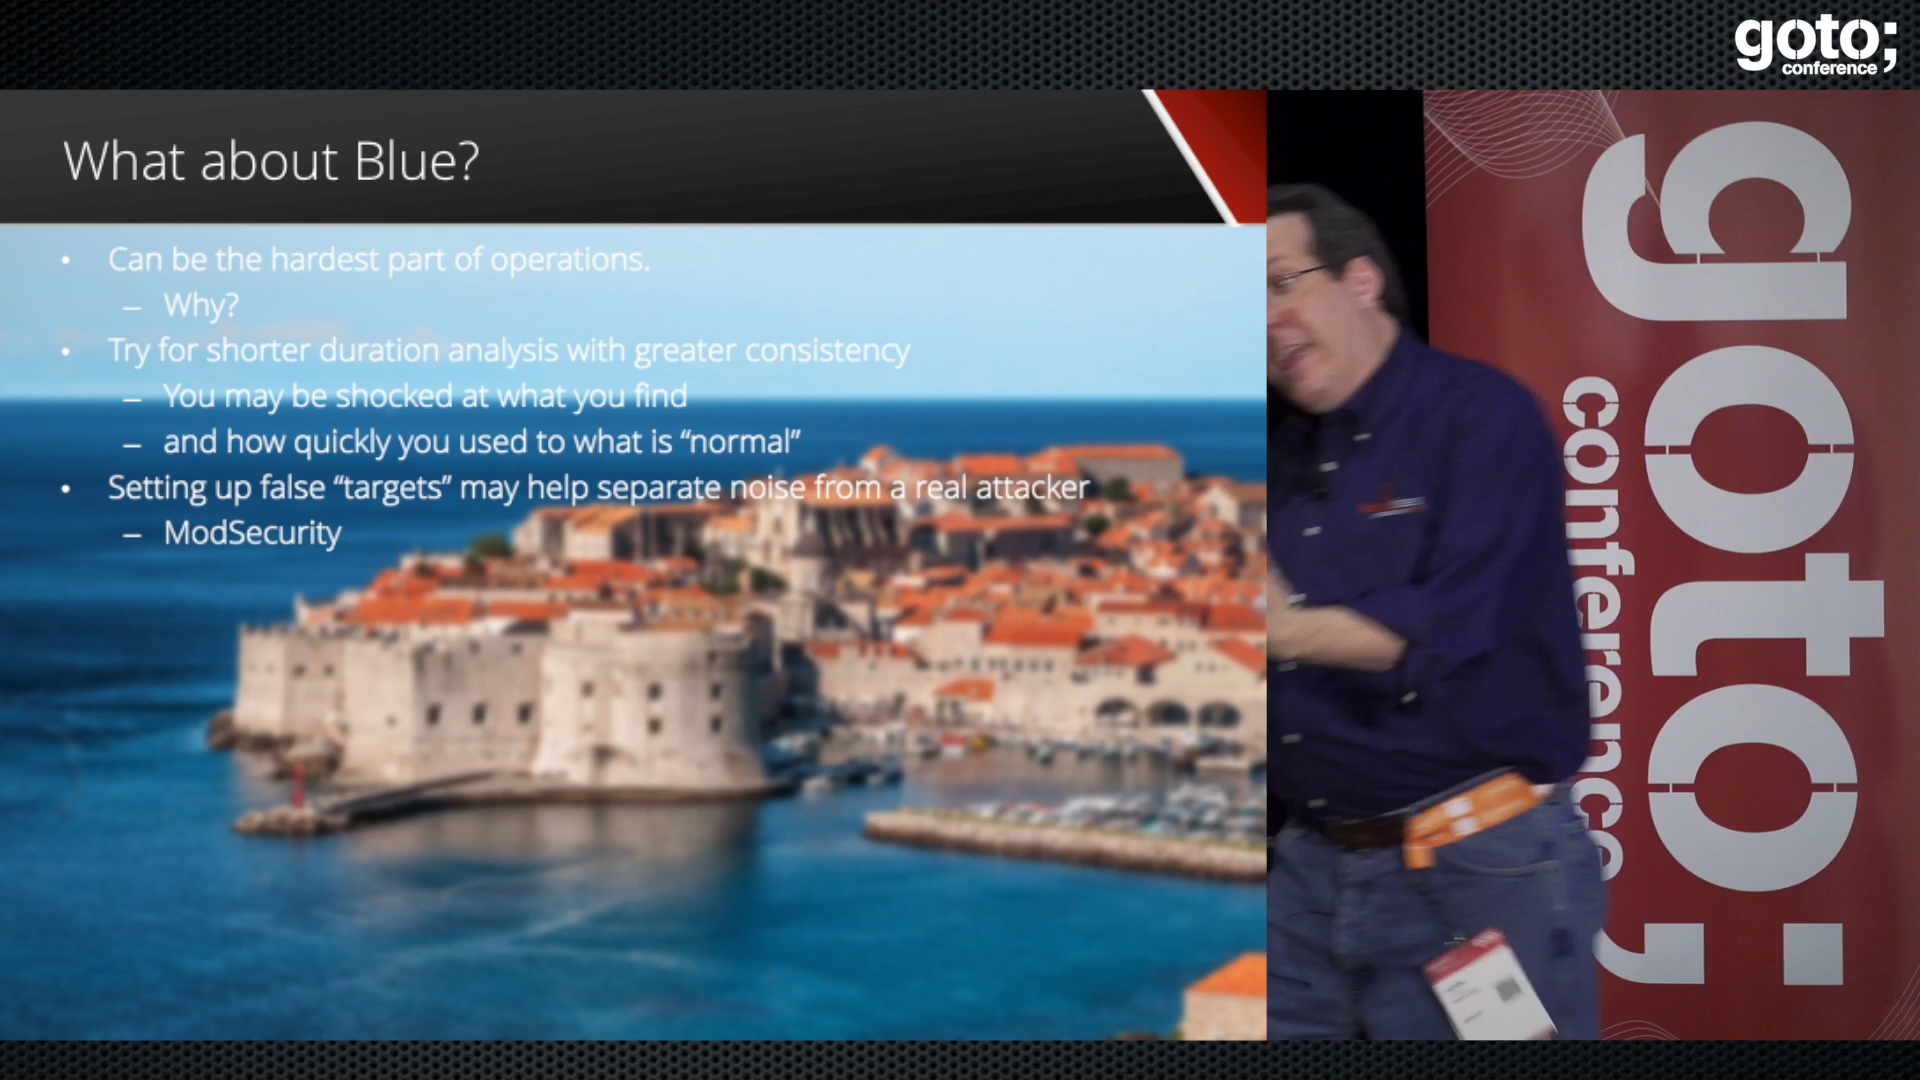 goto;
conference
What about Blue?
• Can be the hardest part of operations.
– Why?
• Try for shorter duration analysis with greater consistency
– You may be shocked at what you find
– and how quickly you used to what is “normal”
• Setting up false “targets” may help separate noise from a real attacker
– ModSecurity
goto;
conference